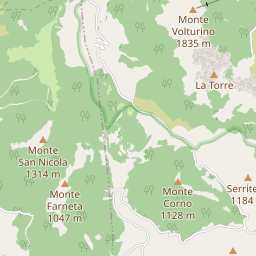 Monte
Volturino
1835 m
La Torre
Monte
San Nicola
1314 m
Monte
Farneta
1047 m
Monte
Corno
1128 m
Serrite
1184